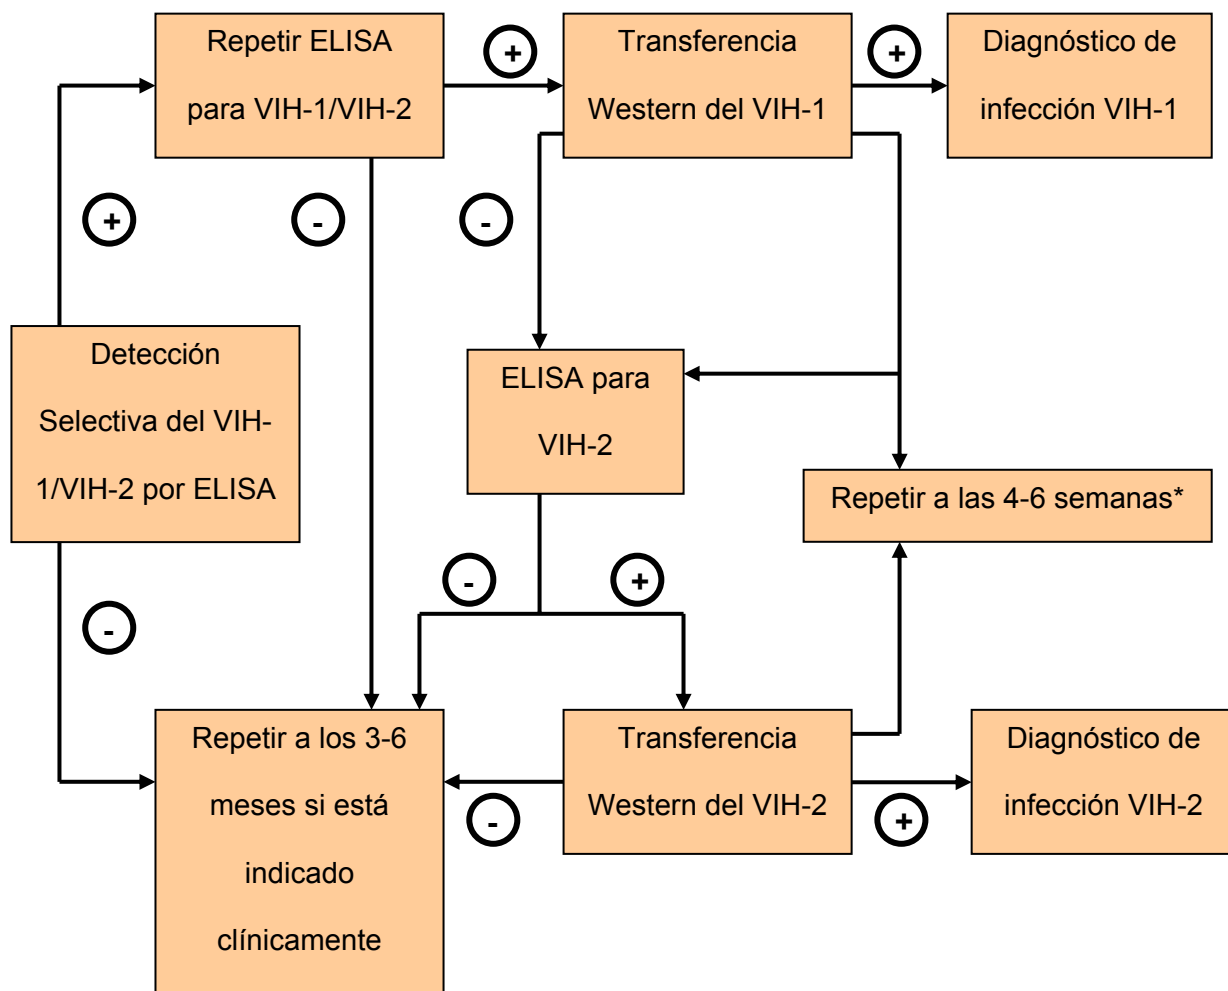 Repetir ELISA
para VIH-1/VIH-2
+
Transferencia
Western del VIH-1
+
Diagnóstico de
infección VIH-1
+
-
-
Detección
Selectiva del VIH-
1/VIH-2 por ELISA
ELISA para
VIH-2
Repetir a las 4-6 semanas*
-
-
+
Repetir a los 3-6
meses si está
indicado
clínicamente
-
Transferencia
Western del VIH-2
+
Diagnóstico de
infección VIH-2